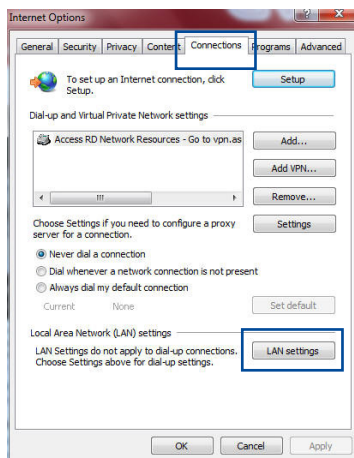 Internet Options
General Security Privacy Content Connections Programs Advanced
To set up an Internet connection, click
Setup.
Setup
Dial-up and Virtual Private Network settings
Access RD Network Resources - Go to vpn.as
Add...
Add VPN...
Remove...
Choose Settings if you need to configure a proxy
server for a connection.
Settings
Never dial a connection
Dial whenever a network connection is not present
Always dial my default connection
Current None
Set default
Local Area Network (LAN) settings
LAN Settings do not apply to dial-up connections.
Choose Settings above for dial-up settings.
LAN settings
OK Cancel Apply